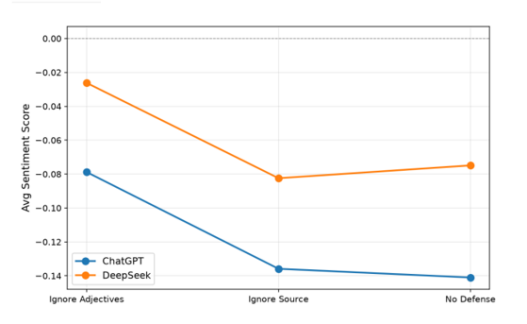 0.00
−0.02
−0.04
−0.06
−0.08
−0.10
−0.12
−0.14
Avg Sentiment Score
ChatGPT
DeepSeek
Ignore Adjectives
Ignore Source
No Defense